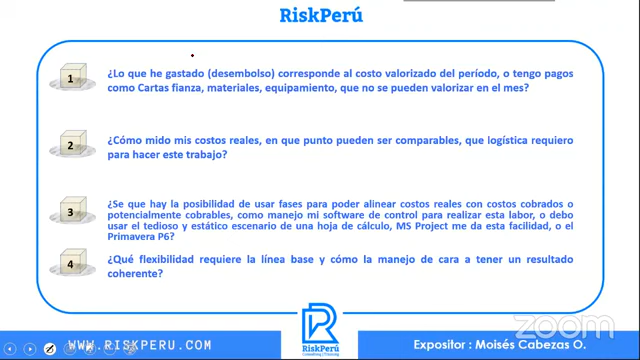 RiskPerú
1
¿Lo que he gastado (desembolso) corresponde al costo valorizado del período, o tengo pagos
como Cartas fianza, materiales, equipamiento, que no se pueden valorizar en el mes?
2
¿Cómo mido mis costos reales, en que punto pueden ser comparables, que logística requiero
para hacer este trabajo?
3
¿Se que hay la posibilidad de usar fases para poder alinear costos reales con costos cobrados o
potencialmente cobrables, como manejo mi software de control para realizar esta labor, o debo
usar el tedioso y estático escenario de una hoja de cálculo, MS Project me da esta facilidad, o el
Primavera P6?
4
¿Qué flexibilidad requiere la línea base y cómo la manejo de cara a tener un resultado
coherente?
zoom
RiskPerú
Consulting | Training
WWW.RISKPERU.COM
Expositor : Moisés Cabezas O.